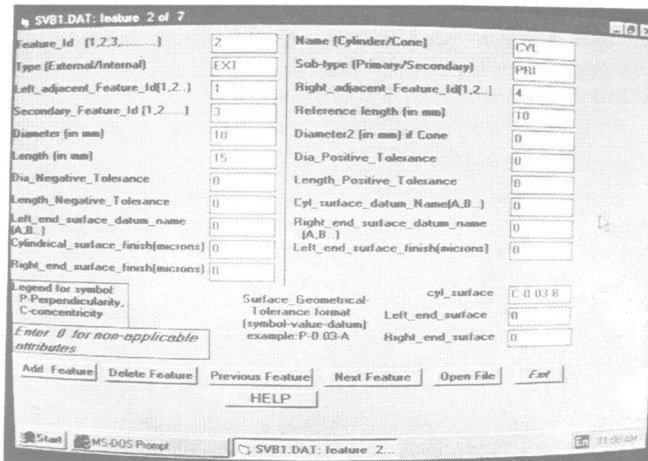 SVB1.DAT: feature 2 of 7
Feature_Id (1,2,3,.........) 2 Name (Cylinder/Cone) CYL
Type (External/Internal) EXT Sub-type (Primary/Secondary) PRI
Left_adjacent_Feature_Id(1,2..) 1 Right_adjacent_Feature_Id(1,2..) 4
Secondary_Feature_Id (1,2.....) 3 Reference length (in mm) 10
Diameter (in mm) 10 Diameter2 (in mm) if Cone 0
Length (in mm) 15 Dia_Positive_Tolerance 0
Dia_Negative_Tolerance 0 Length_Positive_Tolerance 0
Length_Negative_Tolerance 0 Cyl_surface_datum_Name(A,B..) 0
Left_end_surface_datum_name (A,B..) 0 Right_end_surface_datum_name (A,B..) 0
Cylindrical_surface_finish(microns) 0 Left_end_surface_finish(microns) 0
Right_end_surface_finish(microns) 0
Legend for symbol:
P-Perpendicularity,
C-concentricity
Enter 0 for non-applicable
attributes
Surface_Geometrical-
Tolerance format
(symbol-value-datum)
example:P-0.03-A
cyl_surface C-0.03-B
Left_end_surface 0
Right_end_surface 0
Add Feature Delete Feature Previous Feature Next Feature Open File Exit
HELP
Start MS-DOS Prompt SVB1.DAT: feature 2... En 11:06 AM